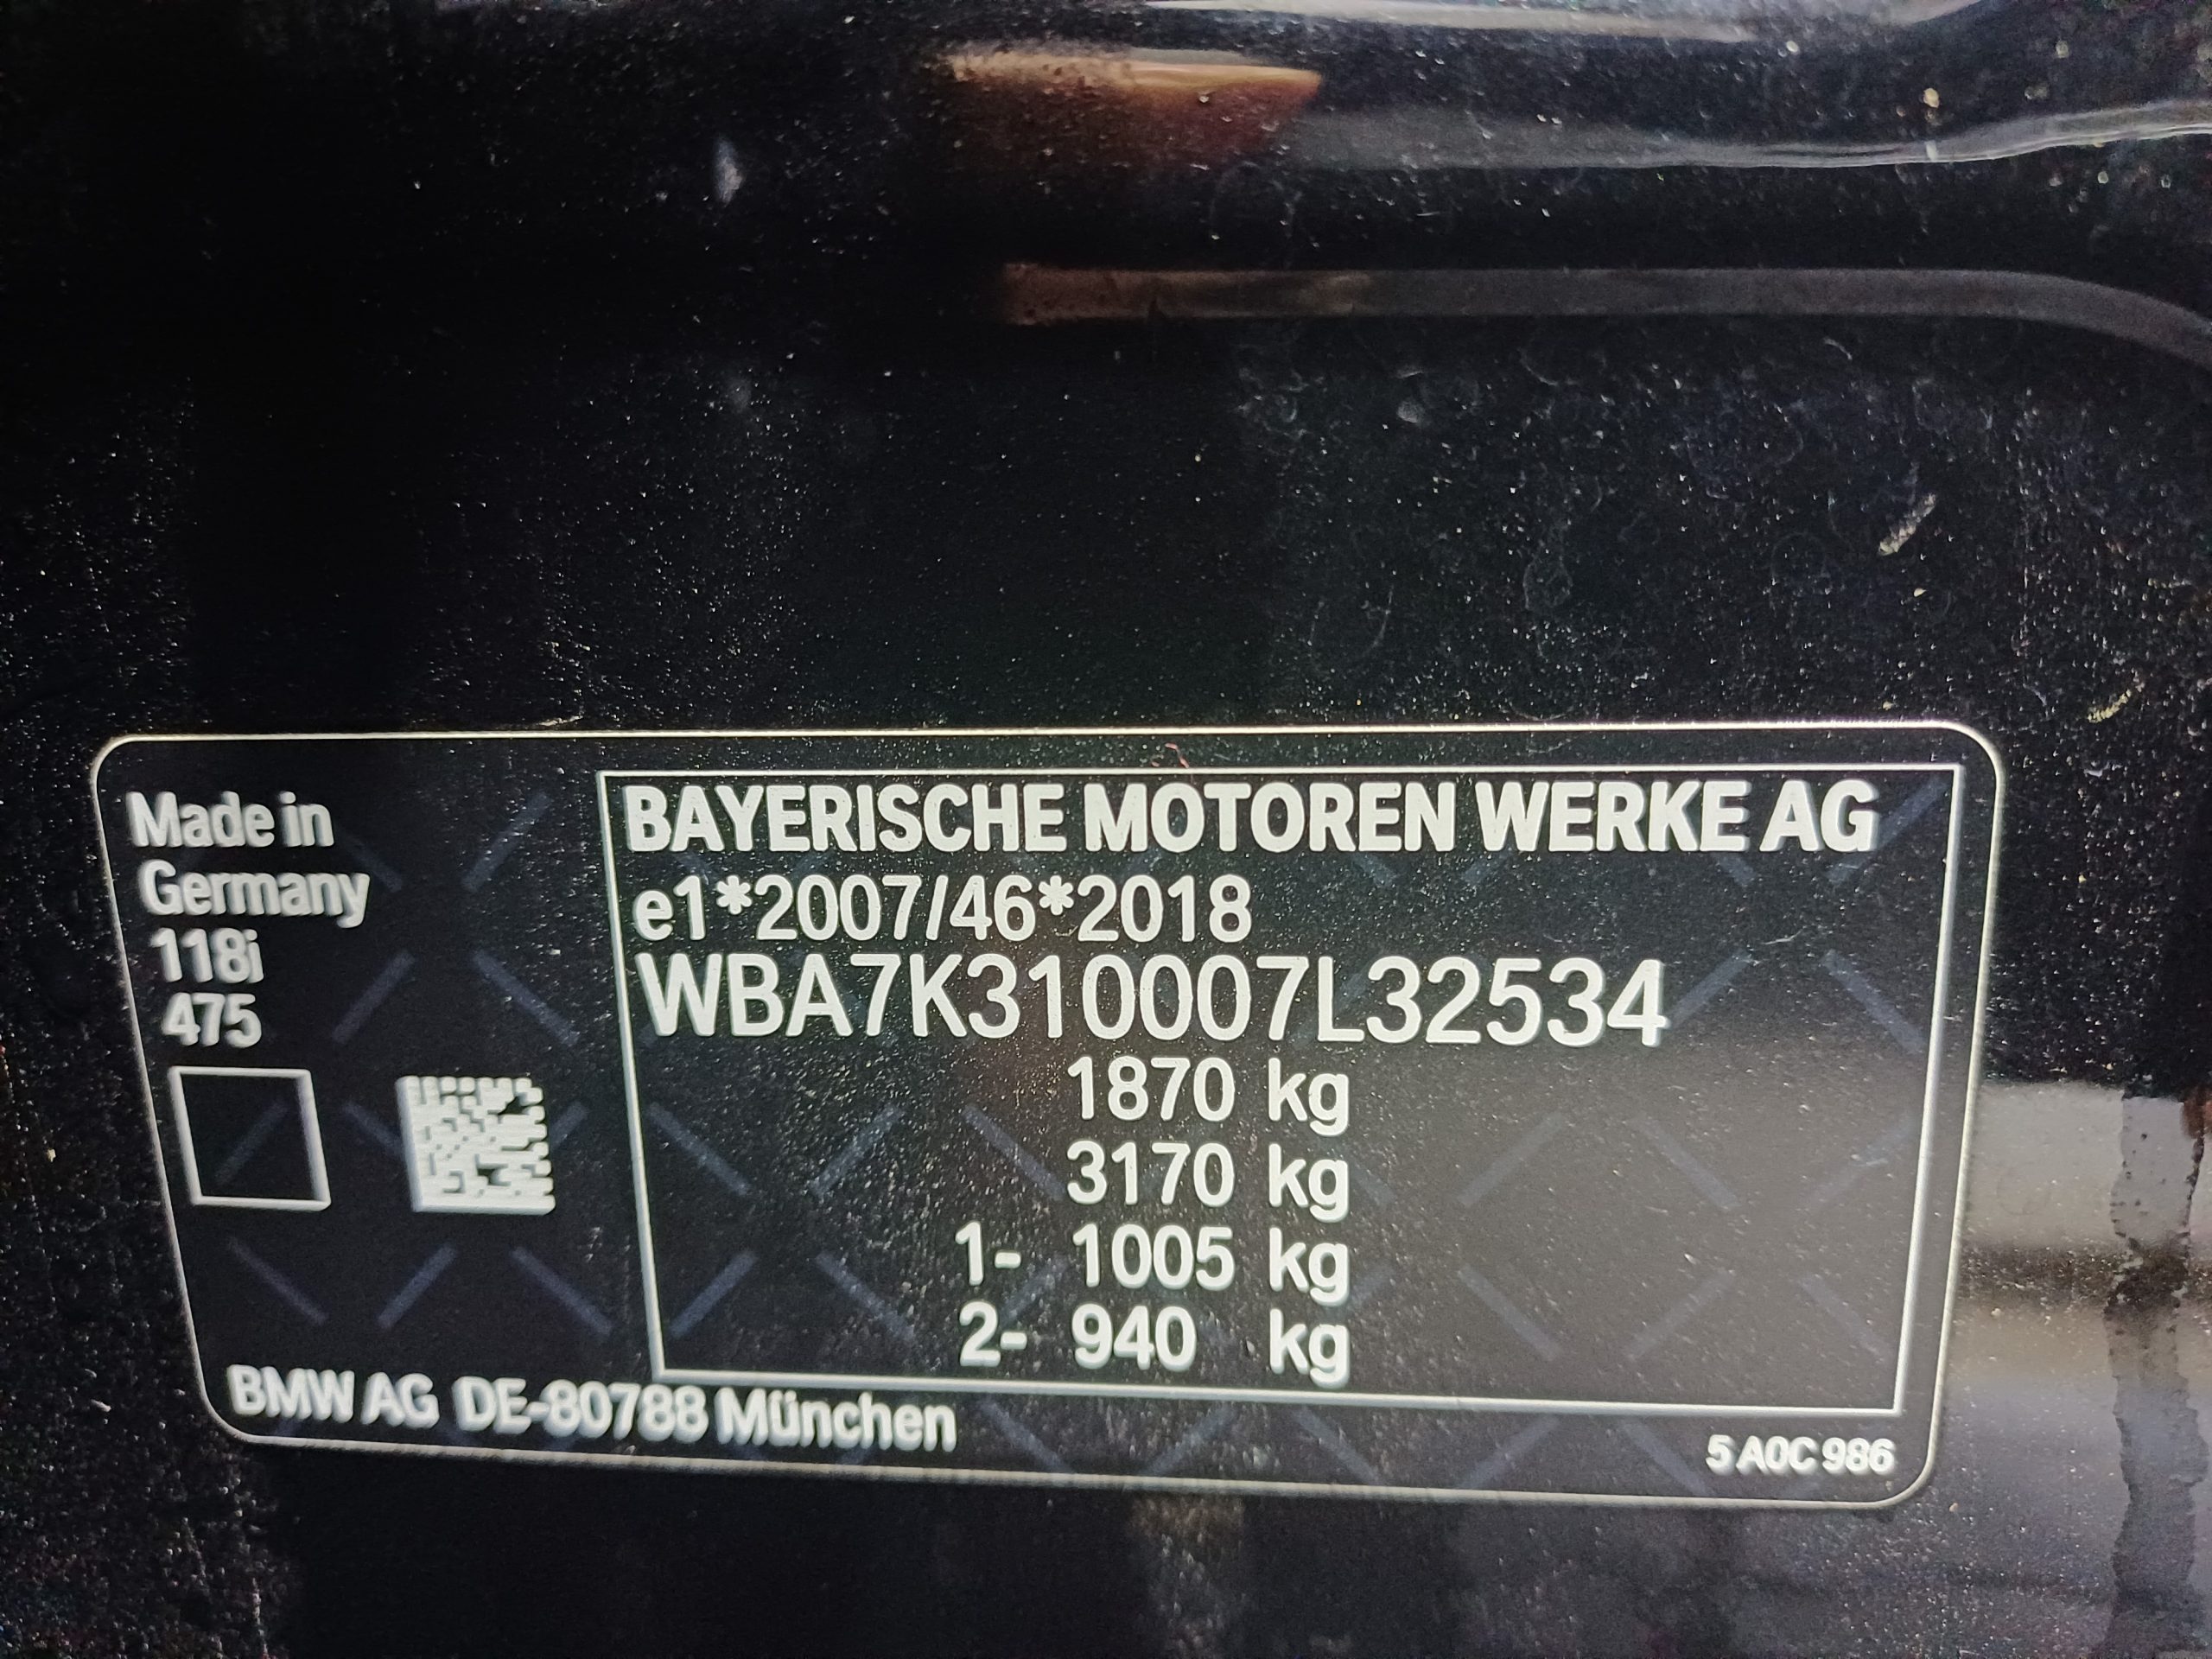 Made in
Germany
118i
475
BAYERISCHE MOTOREN WERKE AG
e1*2007/46*2018
WBA7K310007L32534
1870 kg
3170 kg
1- 1005 kg
2- 940 kg
BMW AG DE-80788 München
5 A0C 986